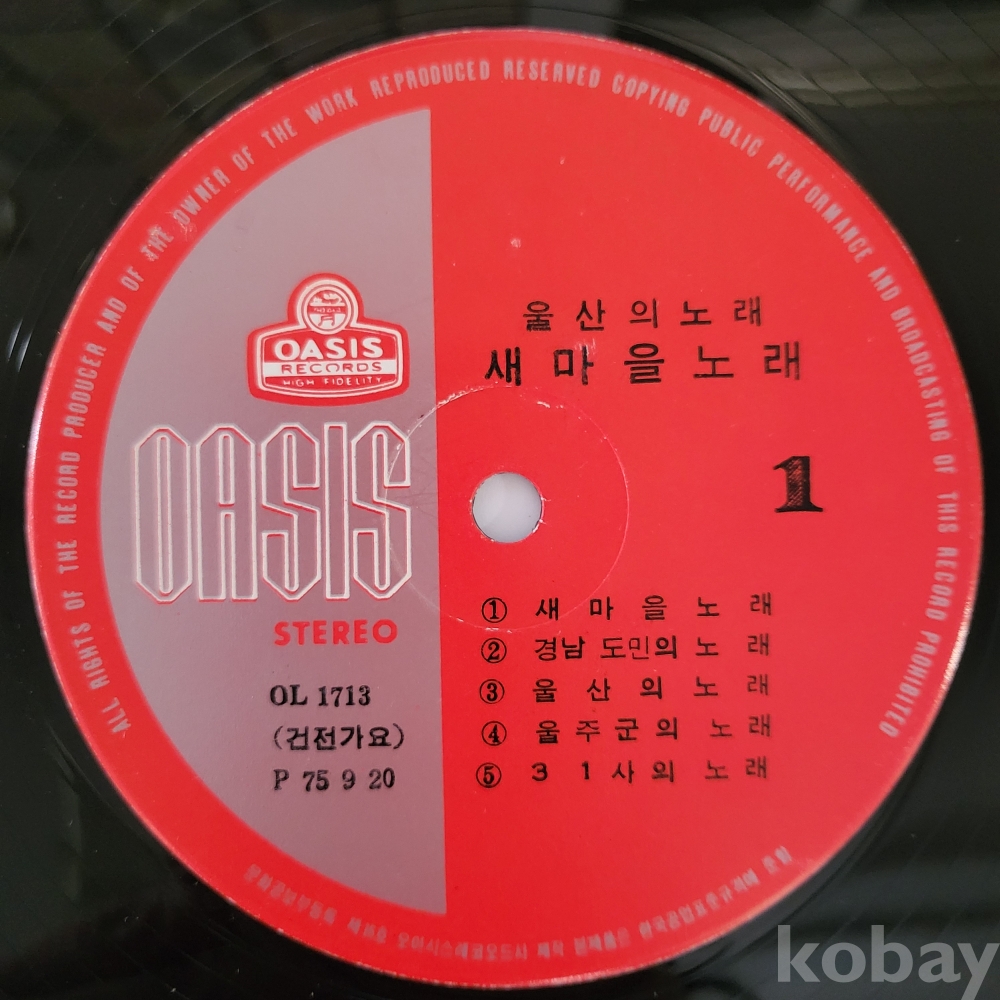 ALL RIGHTS OF THE RECORD PRODUCER AND OF THE OWNER OF THE WORK REPRODUCED RESERVED COPYING PUBLIC PERFORMANCE AND BROADCASTING OF THIS RECORD PROHIBITED
울산의노래
새마을노래
OASIS
RECORDS
HIGH FIDELITY
OASIS
STEREO
1
OL 1713
(건전가요)
P 75 9 20
① 새마을노래
② 경남 도민의 노래
③ 울산의 노래
④ 울주군의 노래
⑤ 3 1 사의 노래
kobay